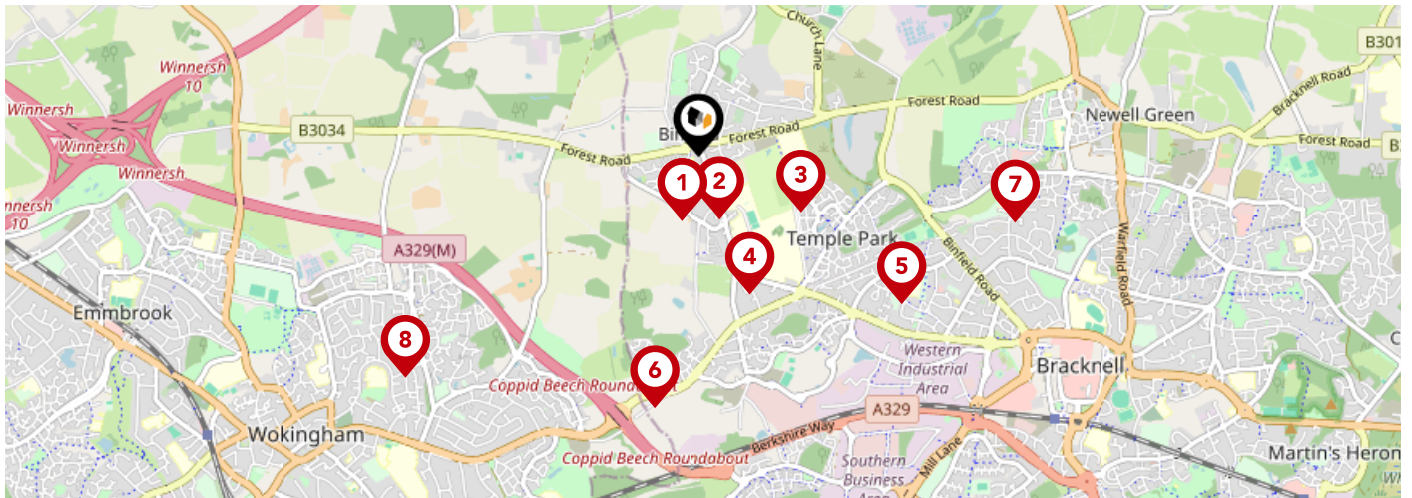 Church Lane
B301
Winnersh
10
Bracknell Road
Winnersh
Forest Road
Newell Green
B3034
Bi
Forest Road
Forest Road
Winnersh
Forest Road
Winnersh
1
2
3
7
nnersh
10
Temple Park
A329(M)
4
5
Binfield Road
Warfield Road
Emmbrook
8
Western
Industrial
Area
6
Coppid Beech Round
t
Bracknell
A329
Wokingham
Berkshire Way
Mill Lane
Martin's Heron
Coppid Beech Roundabout
Southern
Business
Area